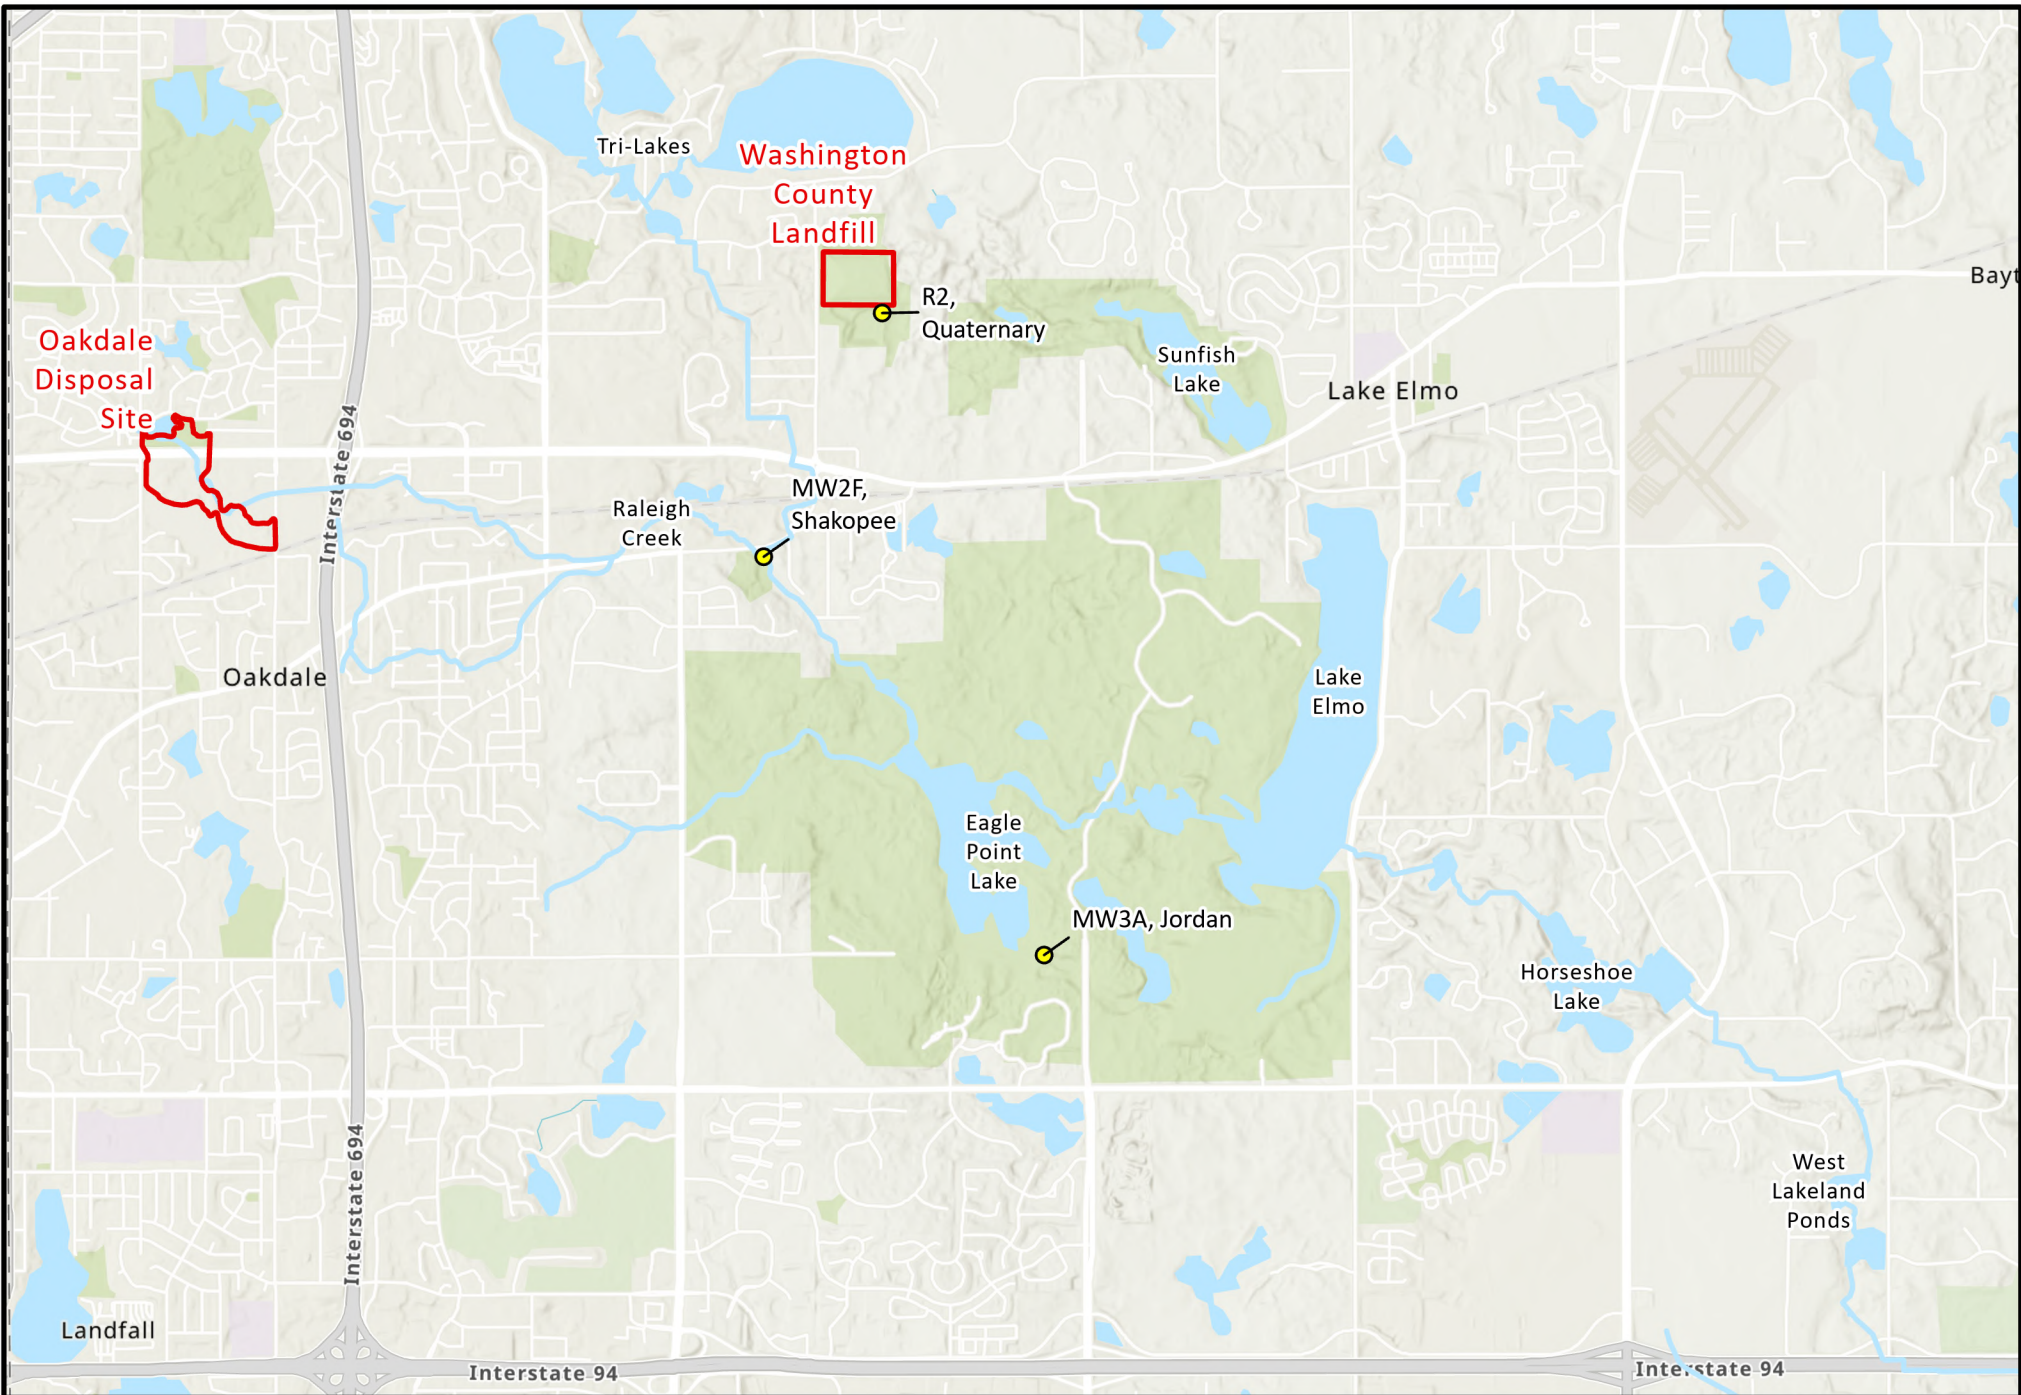 Tri-Lakes
Washington
County
Landfill
Bayt
R2,
Quaternary
Oakdale
Disposal
Site
Sunfish
Lake
Lake Elmo
Interstate 694
MW2F,
Shakopee
Raleigh
Creek
Oakdale
Lake
Elmo
Eagle
Point
Lake
MW3A, Jordan
Horseshoe
Lake
Interstate 694
West
Lakeland
Ponds
Landfall
Interstate 94
Interstate 94